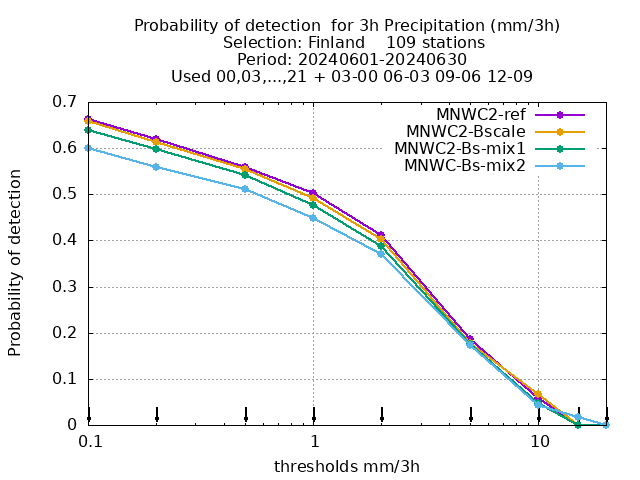 Probability of detection  for 3h Precipitation (mm/3h)
Selection: Finland    109 stations
Period: 20240601-20240630
Used 00,03,...,21 + 03-00 06-03 09-06 12-09
MNWC2-ref
MNWC2-Bscale
MNWC2-Bs-mix1
MNWC-Bs-mix2
Probability of detection
0.7
0.6
0.5
0.4
0.3
0.2
0.1
0
0.1 1 10
thresholds mm/3h